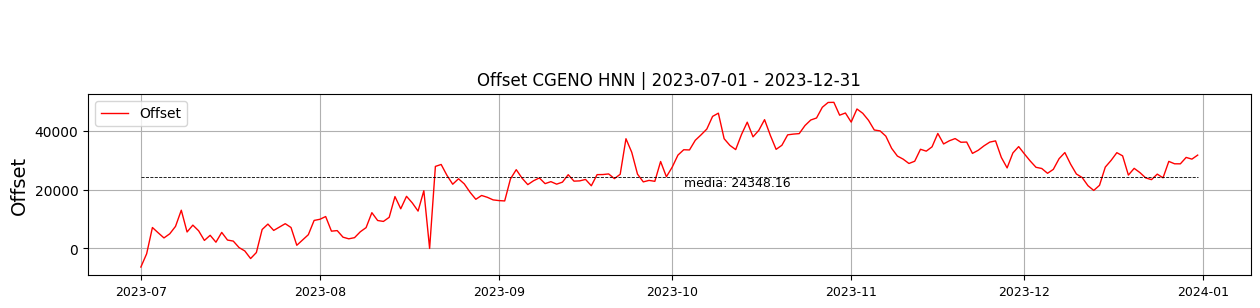 Offset CGENO HNN | 2023-07-01 - 2023-12-31
Offset
Offset
40000
20000
0
media: 24348.16
2023-07
2023-08
2023-09
2023-10
2023-11
2023-12
2024-01